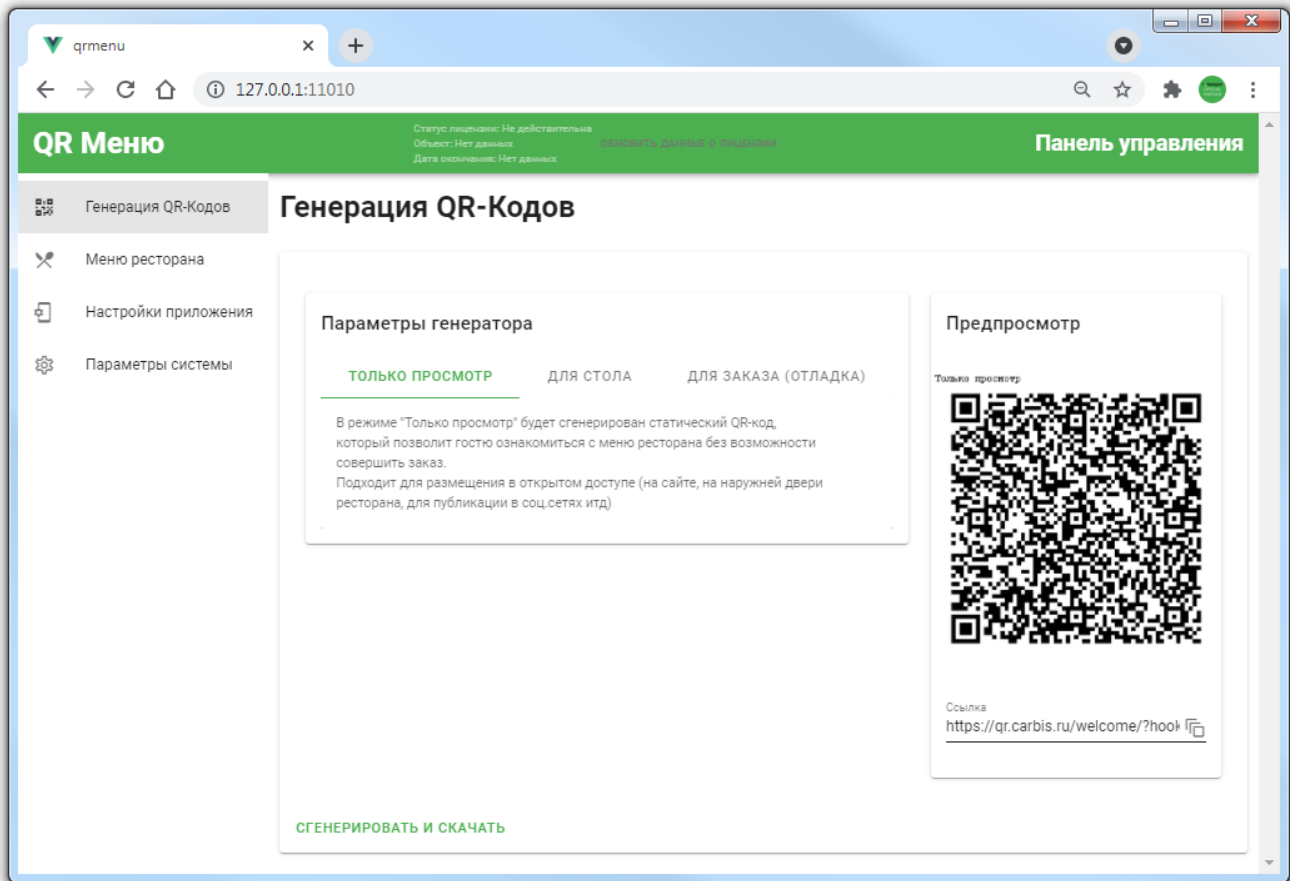 qrmenu
127.0.0.1:11010
QR Меню
Статус лицензии: Не действительна
Объект: Нет данных
Дата окончания: Нет данных
ОБНОВИТЬ ДАННЫЕ О ЛИЦЕНЗИИ
Панель управления
Генерация QR-Кодов
Меню ресторана
Настройки приложения
Параметры системы
Генерация QR-Кодов
Параметры генератора
ТОЛЬКО ПРОСМОТР ДЛЯ СТОЛА ДЛЯ ЗАКАЗА (ОТЛАДКА)
В режиме "Только просмотр" будет сгенерирован статический QR-код,
который позволит гостю ознакомиться с меню ресторана без возможности
совершить заказ.
Подходит для размещения в открытом доступе (на сайте, на наружней двери
ресторана, для публикации в соц.сетях итд)
Предпросмотр
Только просмотр
Ссылка
https://qr.carbis.ru/welcome/?hook
СГЕНЕРИРОВАТЬ И СКАЧАТЬ